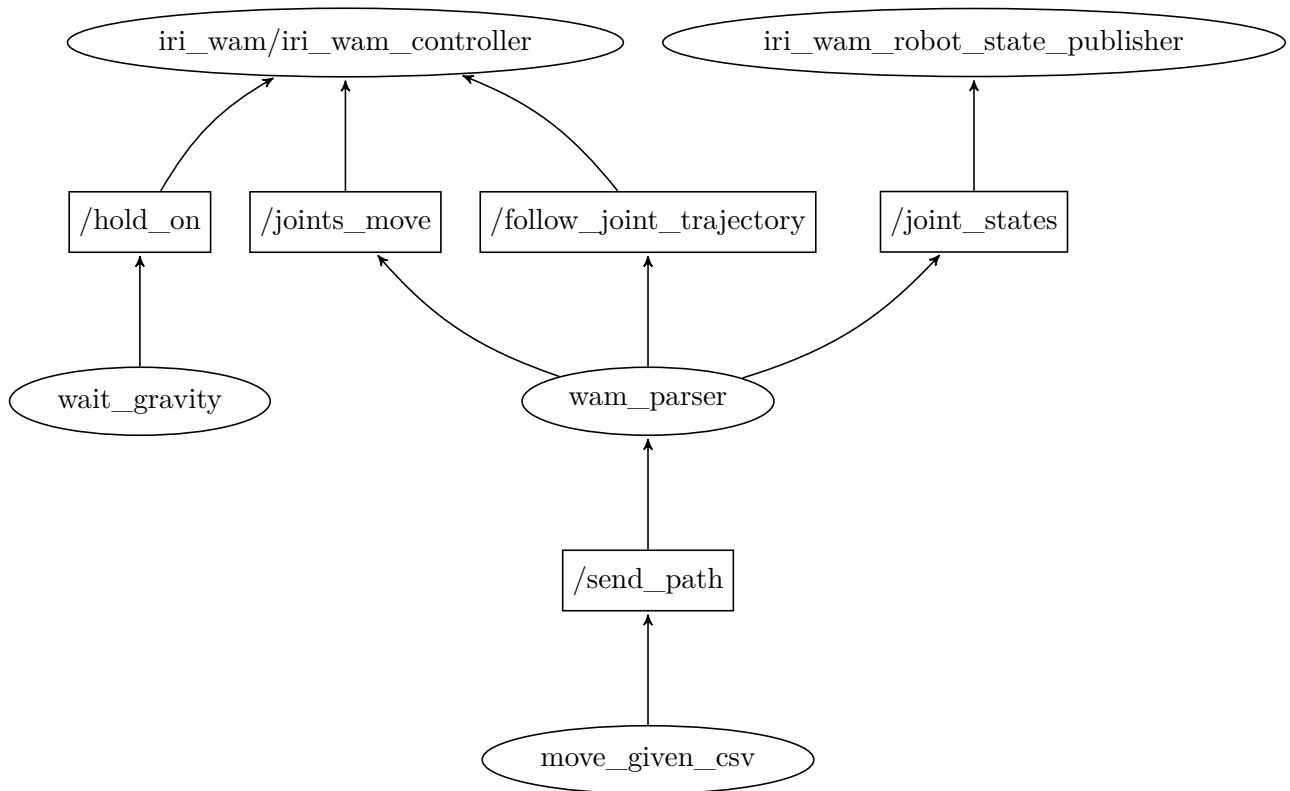 iri_wam/iri_wam_controller
iri_wam_robot_state_publisher
/hold_on
/joints_move
/follow_joint_trajectory
/joint_states
wait_gravity
wam_parser
/send_path
move_given_csv